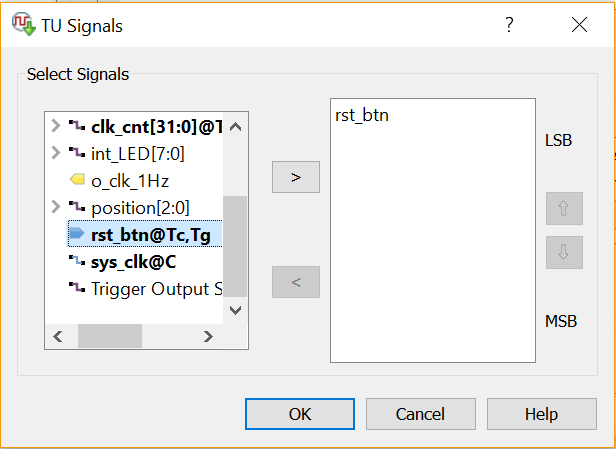 TU Signals
?
Select Signals
clk_cnt[31:0]@T
int_LED[7:0]
o_clk_1Hz
position[2:0]
rst_btn@Tc,Tg
sys_clk@C
Trigger Output S
>
<
rst_btn
LSB
MSB
OK
Cancel
Help